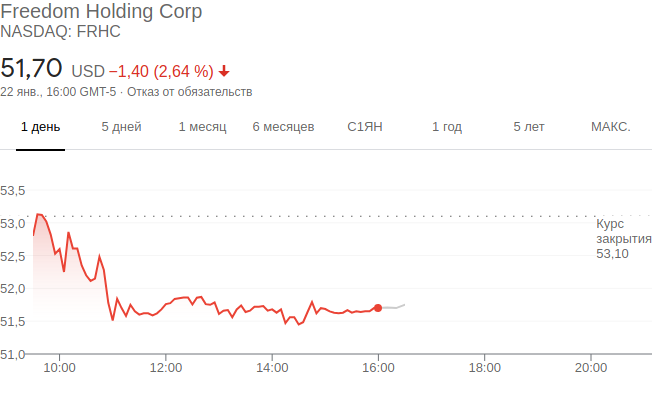 Freedom Holding Corp
NASDAQ: FRHC
51,70 USD −1,40 (2,64 %)
22 янв., 16:00 GMT-5 · Отказ от обязательств
1 день 5 дней 1 месяц 6 месяцев С1ЯН 1 год 5 лет МАКС.
53,5
53,0
52,5
52,0
51,5
51,0
Курс
закрытия
53,10
10:00 12:00 14:00 16:00 18:00 20:00